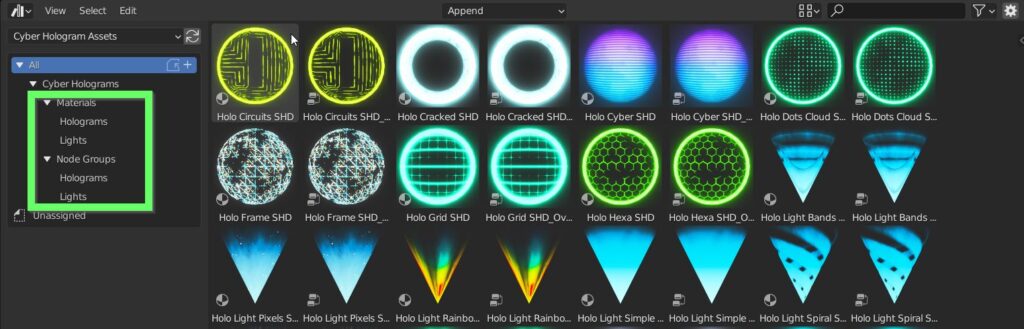 View Select Edit Append
Cyber Hologram Assets
All
Cyber Holograms
Materials
Holograms
Lights
Node Groups
Holograms
Lights
Unassigned
Holo Circuits SHD Holo Circuits SHD_... Holo Cracked SHD Holo Cracked SHD... Holo Cyber SHD Holo Cyber SHD_... Holo Dots Cloud S... Holo Dots Cloud S...
Holo Frame SHD Holo Frame SHD_... Holo Grid SHD Holo Grid SHD_Ov... Holo Hexa SHD Holo Hexa SHD_O... Holo Light Bands ... Holo Light Bands ...
Holo Light Pixels S... Holo Light Pixels S... Holo Light Rainbo... Holo Light Rainbo... Holo Light Simple ... Holo Light Simple ... Holo Light Spiral S... Holo Light Spiral S...